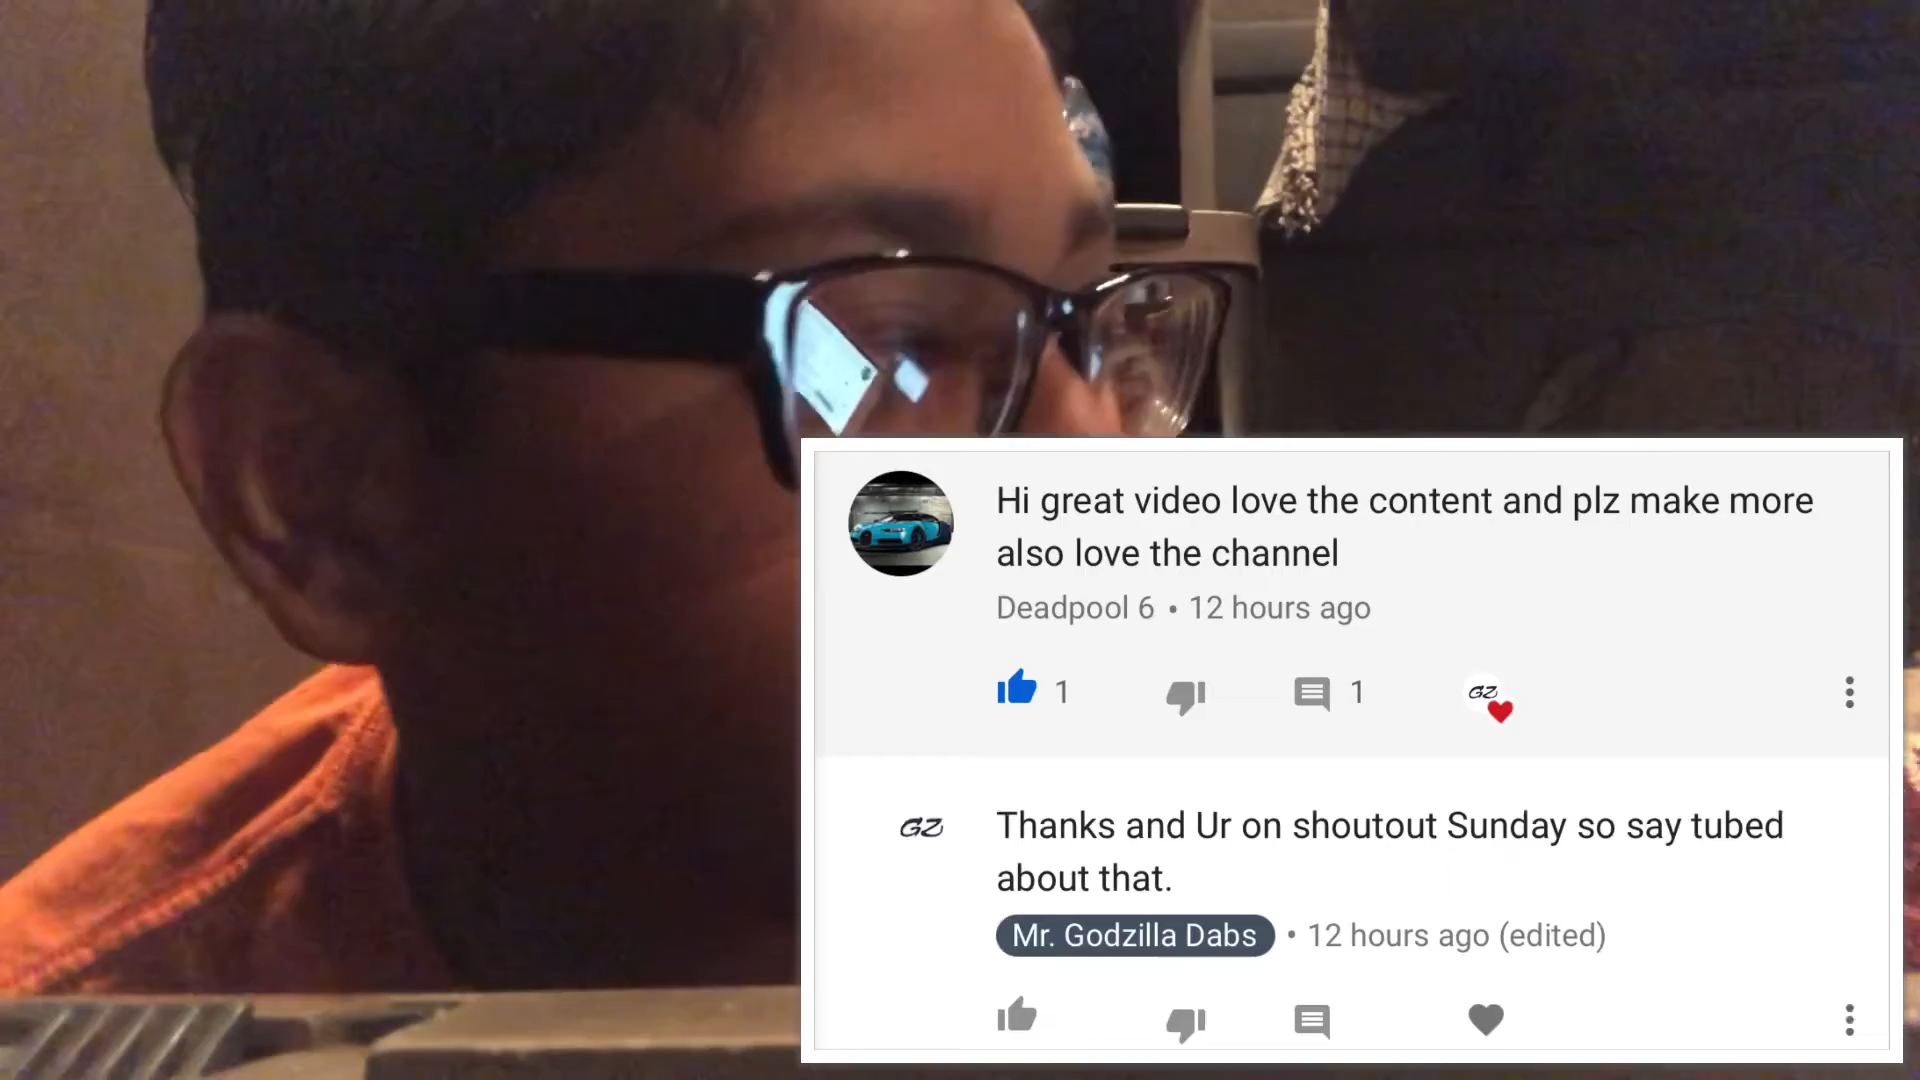 Hi great video love the content and plz make more
also love the channel
Deadpool 6 • 12 hours ago
1
1
GZ
GZ
Thanks and Ur on shoutout Sunday so say tubed
about that.
Mr. Godzilla Dabs • 12 hours ago (edited)